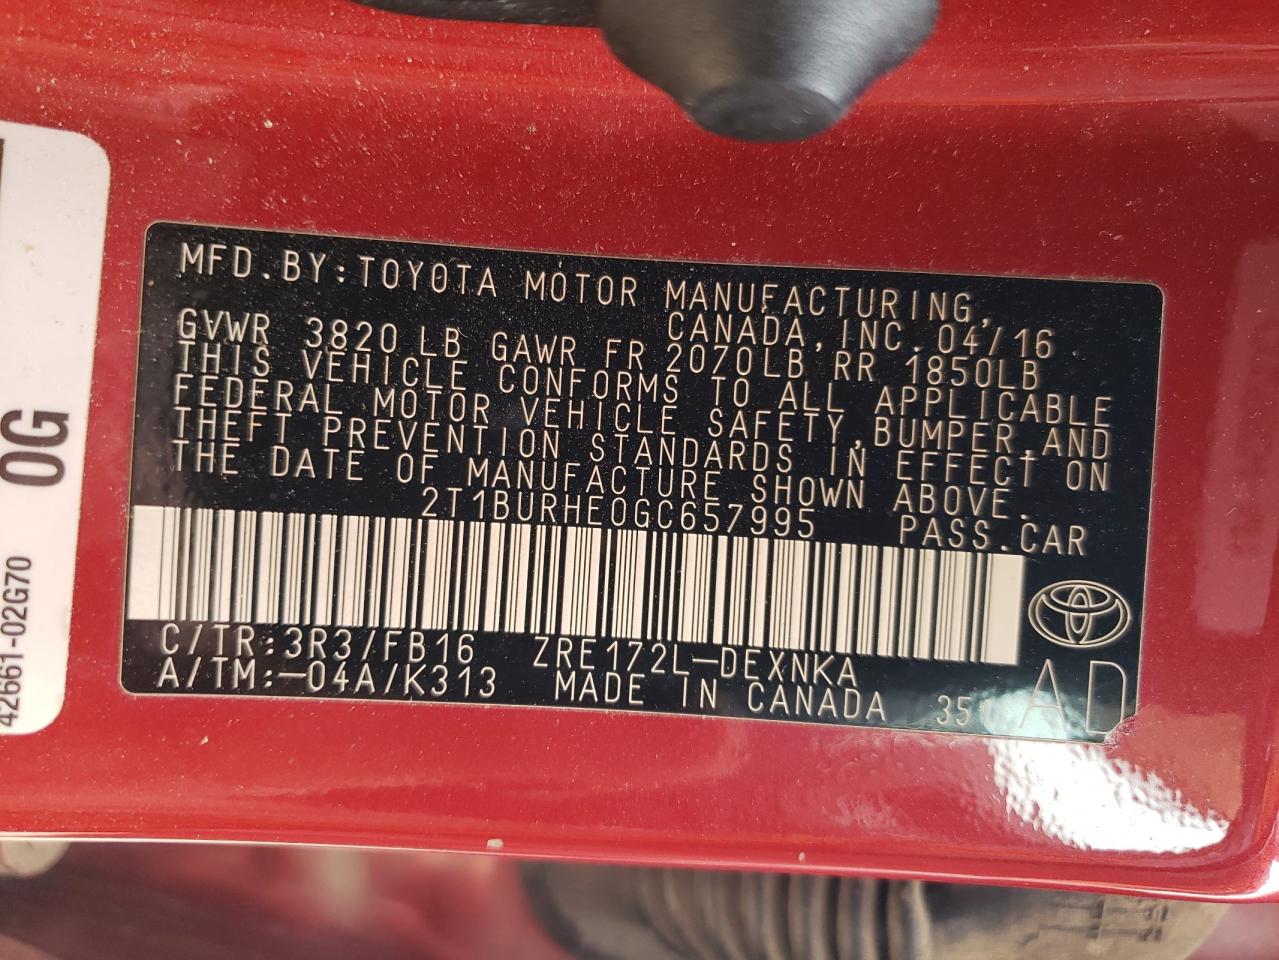 MFD.BY:TOYOTA MOTOR MANUFACTURING,
CANADA,INC.04/16
GVWR 3820 LB GAWR FR 2070LB RR 1850LB
THIS VEHICLE CONFORMS TO ALL APPLICABLE
FEDERAL MOTOR VEHICLE SAFETY,BUMPER,AND
THEFT PREVENTION STANDARDS IN EFFECT ON
THE DATE OF MANUFACTURE SHOWN ABOVE.
2T1BURHE0GC657995 PASS.CAR
C/TR:3R3/FB16 ZRE172L-DEXNKA
A/TM:-04A/K313 MADE IN CANADA
AD
0G
42661-02G70